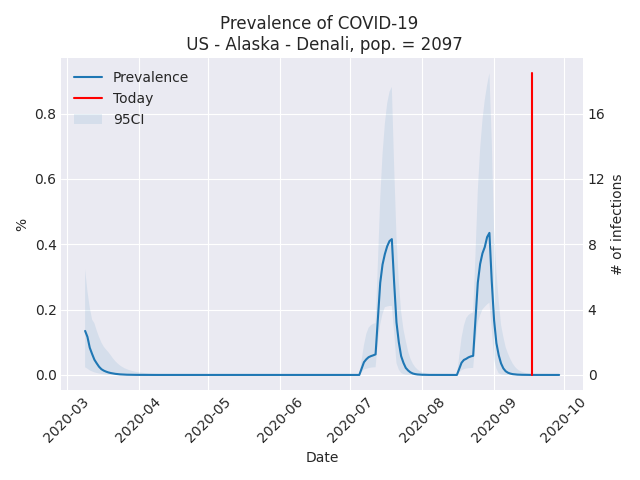 Prevalence of COVID-19
US - Alaska - Denali, pop. = 2097
Prevalence
Today
95CI
0.8
0.6
0.4
0.2
0.0
%
16
12
8
4
0
# of infections
2020-03
2020-04
2020-05
2020-06
2020-07
2020-08
2020-09
2020-10
Date